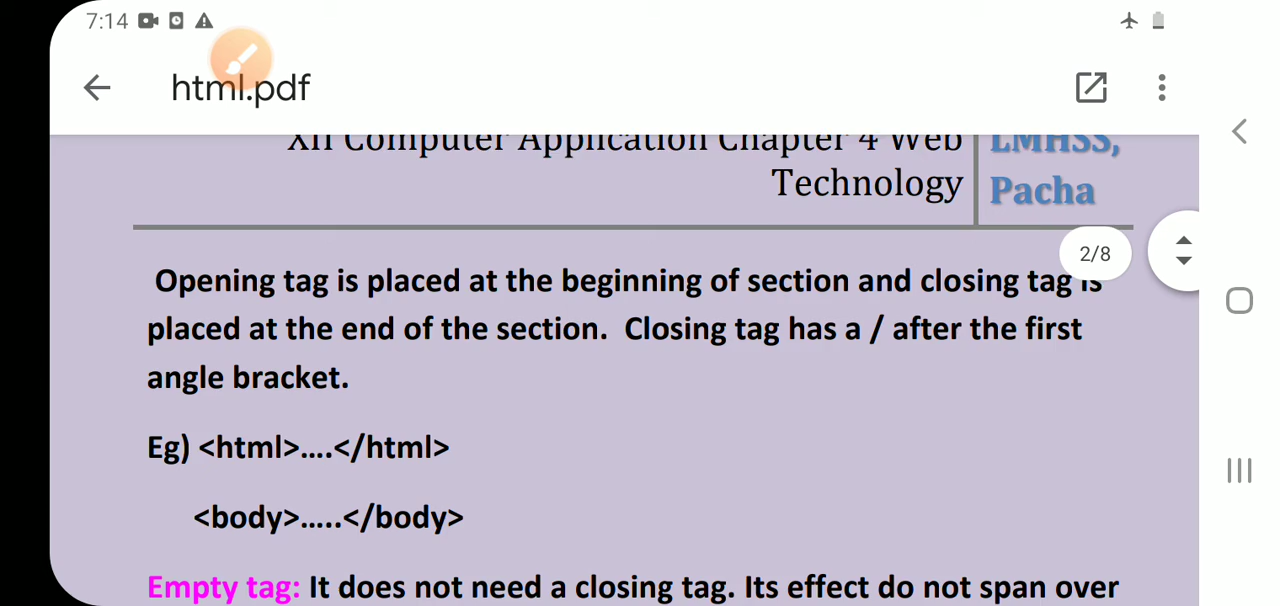 7:14
html.pdf
XII Computer Application Chapter 4 Web
Technology
LMHSS,
Pacha
2/8
Opening tag is placed at the beginning of section and closing tag is
placed at the end of the section.  Closing tag has a / after the first
angle bracket.
Eg) <html>....</html>
<body>.....</body>
Empty tag: It does not need a closing tag. Its effect do not span over